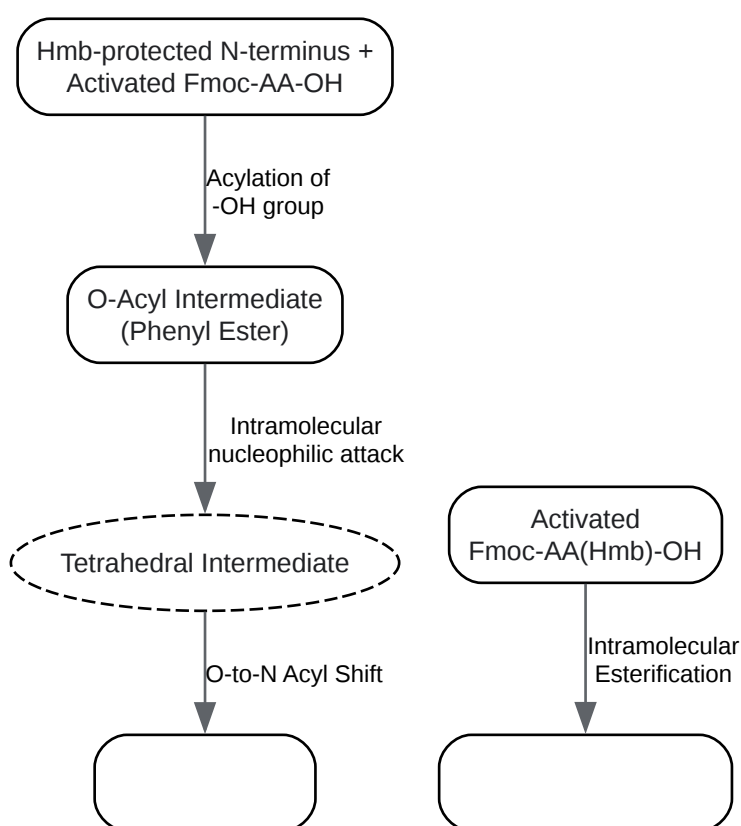 Hmb-protected N-terminus +
Activated Fmoc-AA-OH
Acylation of
-OH group
O-Acyl Intermediate
(Phenyl Ester)
Intramolecular
nucleophilic attack
Tetrahedral Intermediate
O-to-N Acyl Shift
Activated
Fmoc-AA(Hmb)-OH
Intramolecular
Esterification